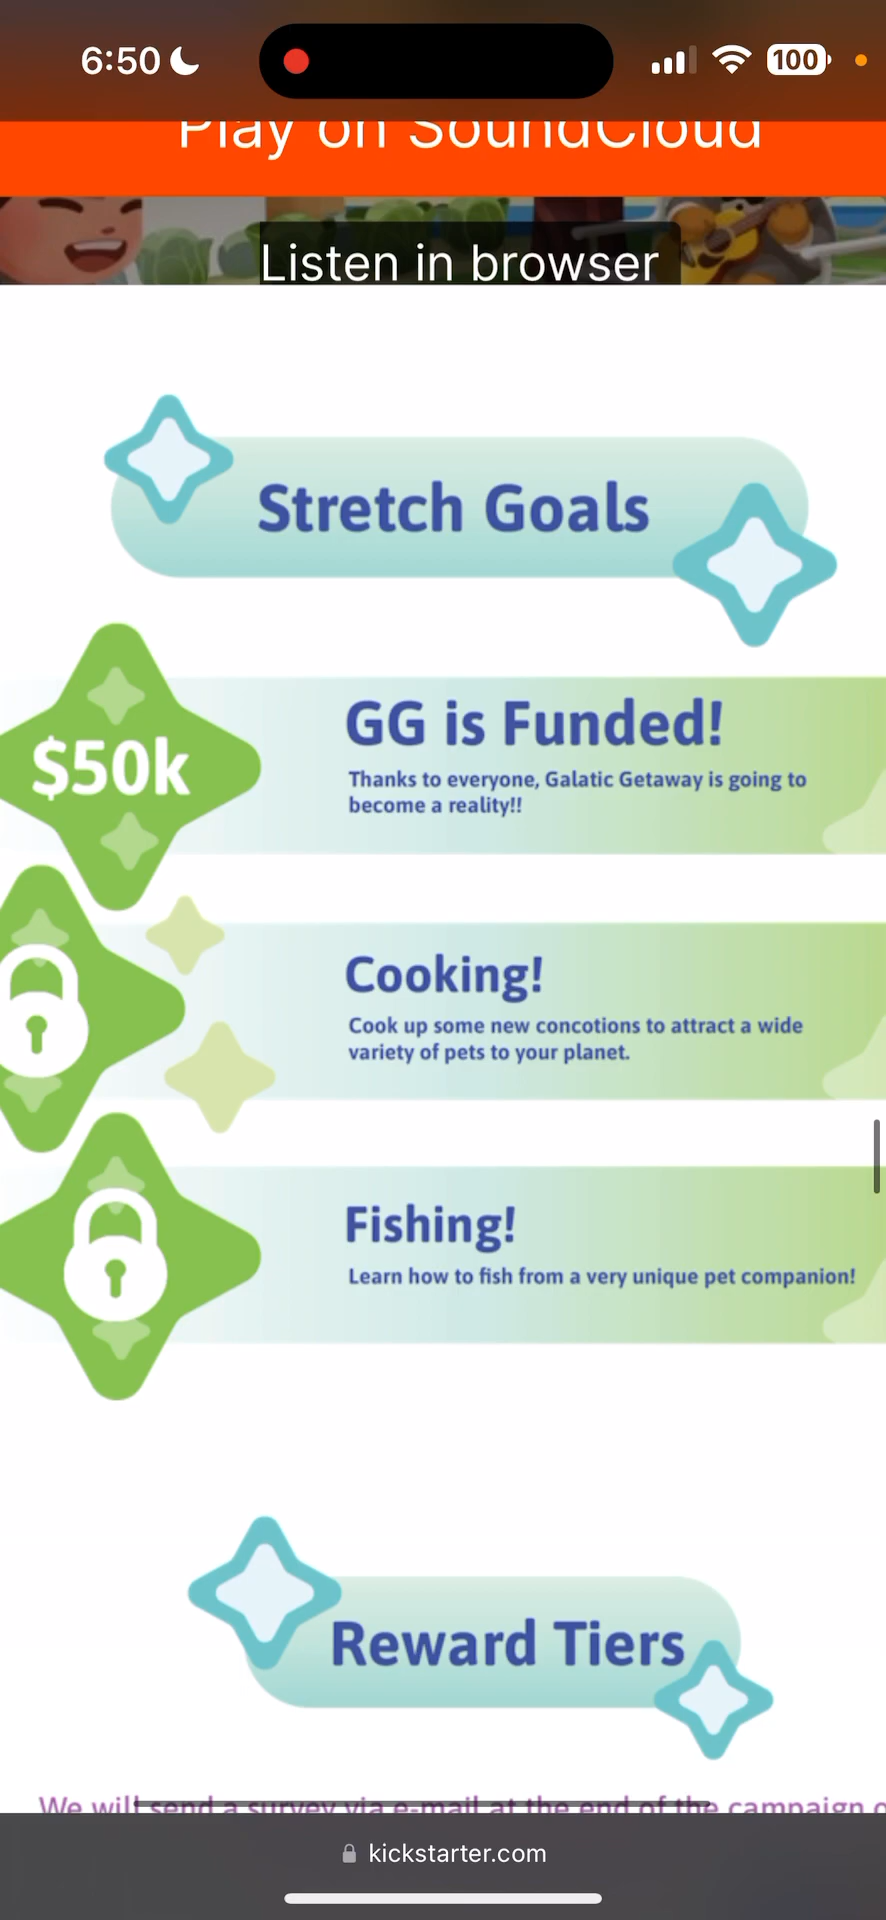 6:50
100
Play on SoundCloud
Listen in browser
Stretch Goals
$50k
GG is Funded!
Thanks to everyone, Galatic Getaway is going to
become a reality!!
Cooking!
Cook up some new concotions to attract a wide
variety of pets to your planet.
Fishing!
Learn how to fish from a very unique pet companion!
Reward Tiers
We will send a survey via e-mail at the end of the campaign
kickstarter.com